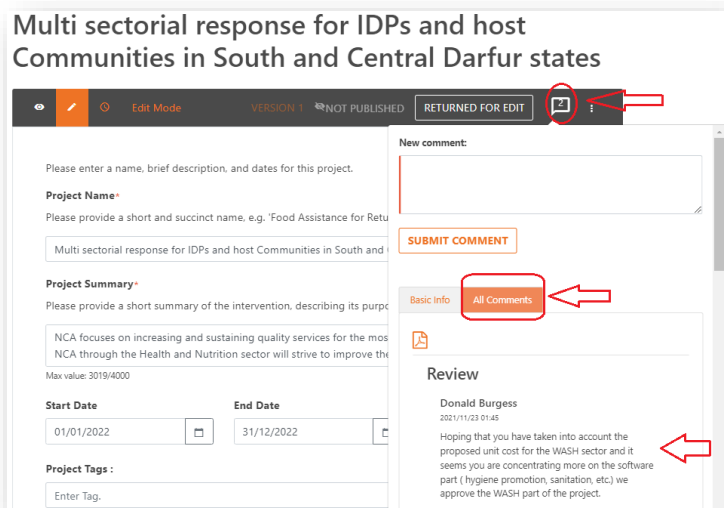 Multi sectorial response for IDPs and host
Communities in South and Central Darfur states
Edit Mode
VERSION 1
NOT PUBLISHED
RETURNED FOR EDIT
2
Please enter a name, brief description, and dates for this project.
Project Name*
Please provide a short and succinct name, e.g. 'Food Assistance for Retu
Multi sectorial response for IDPs and host Communities in South and
Project Summary*
Please provide a short summary of the intervention, describing its purpo
NCA focuses on increasing and sustaining quality services for the mos
NCA through the Health and Nutrition sector will strive to improve the
Max value: 3019/4000
Start Date
End Date
01/01/2022
31/12/2022
Project Tags :
Enter Tag.
New comment:
SUBMIT COMMENT
Basic Info
All Comments
Review
Donald Burgess
2021/11/23 01:45
Hoping that you have taken into account the
proposed unit cost for the WASH sector and it
seems you are concentrating more on the software
part ( hygiene promotion, sanitation, etc.) we
approve the WASH part of the project.